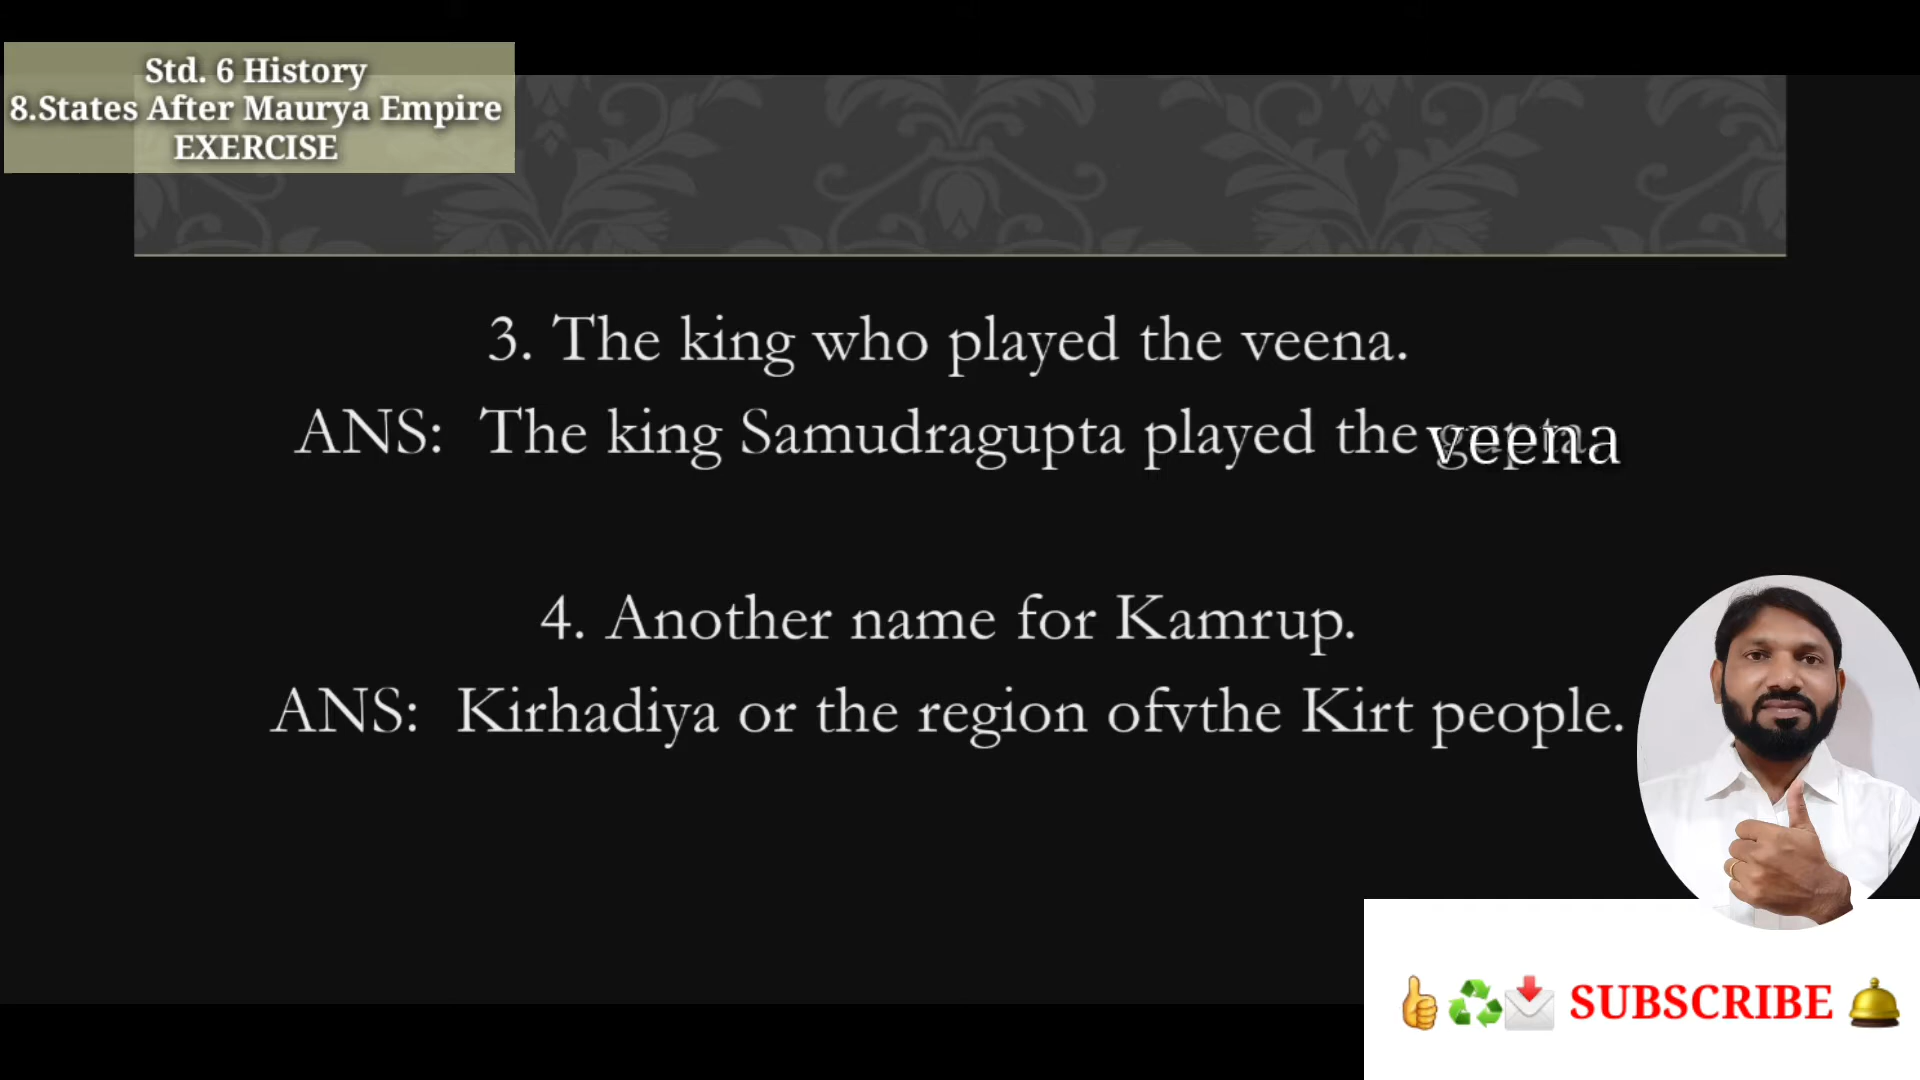 Std. 6 History
8.States After Maurya Empire
EXERCISE
3. The king who played the veena.
ANS: The king Samudragupta played the veena
4. Another name for Kamrup.
ANS: Kirhadiya or the region ofvthe Kirt people.
SUBSCRIBE